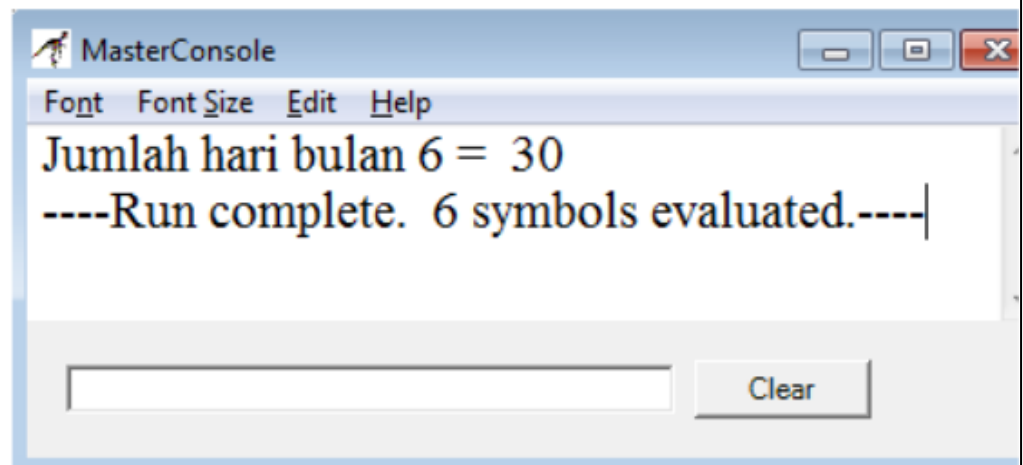 MasterConsole
Font Font Size Edit Help
Jumlah hari bulan 6 = 30
----Run complete. 6 symbols evaluated.----
Clear